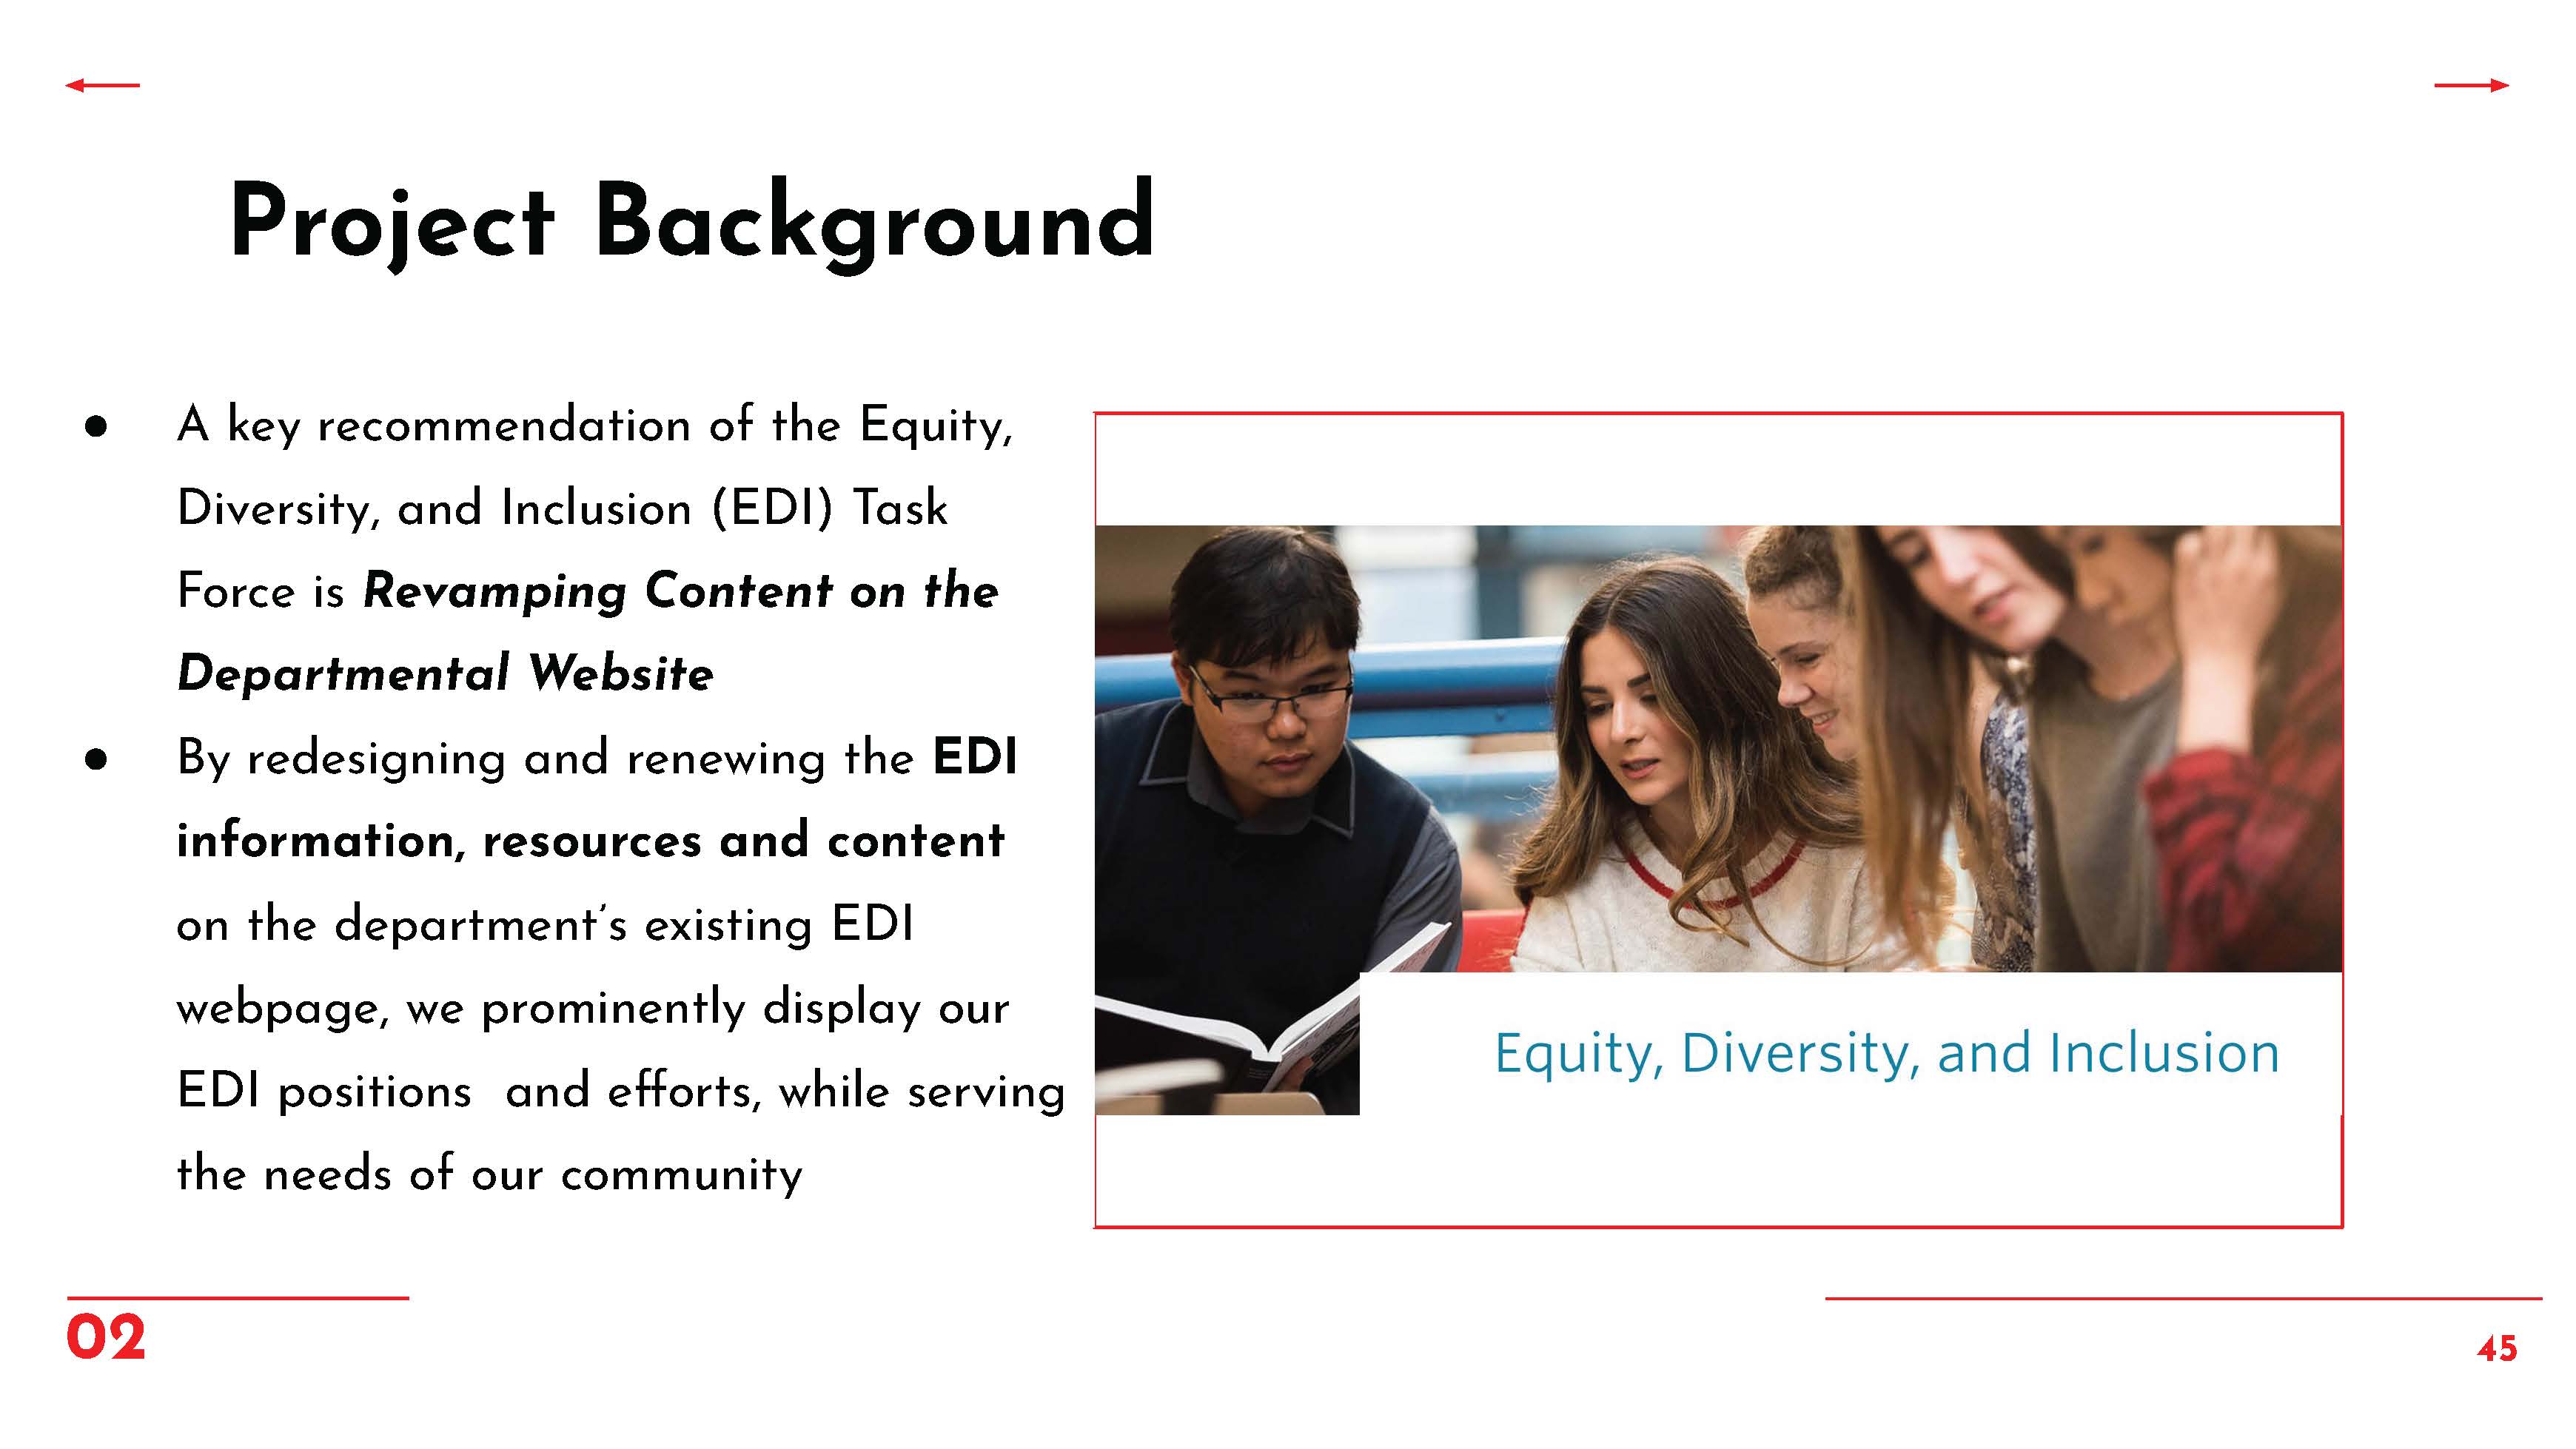 Project Background
● A key recommendation of the Equity,
Diversity, and Inclusion (EDI) Task
Force is Revamping Content on the
Departmental Website
● By redesigning and renewing the EDI
information, resources and content
on the department’s existing EDI
webpage, we prominently display our
EDI positions and efforts, while serving
the needs of our community
Equity, Diversity, and Inclusion
02
45